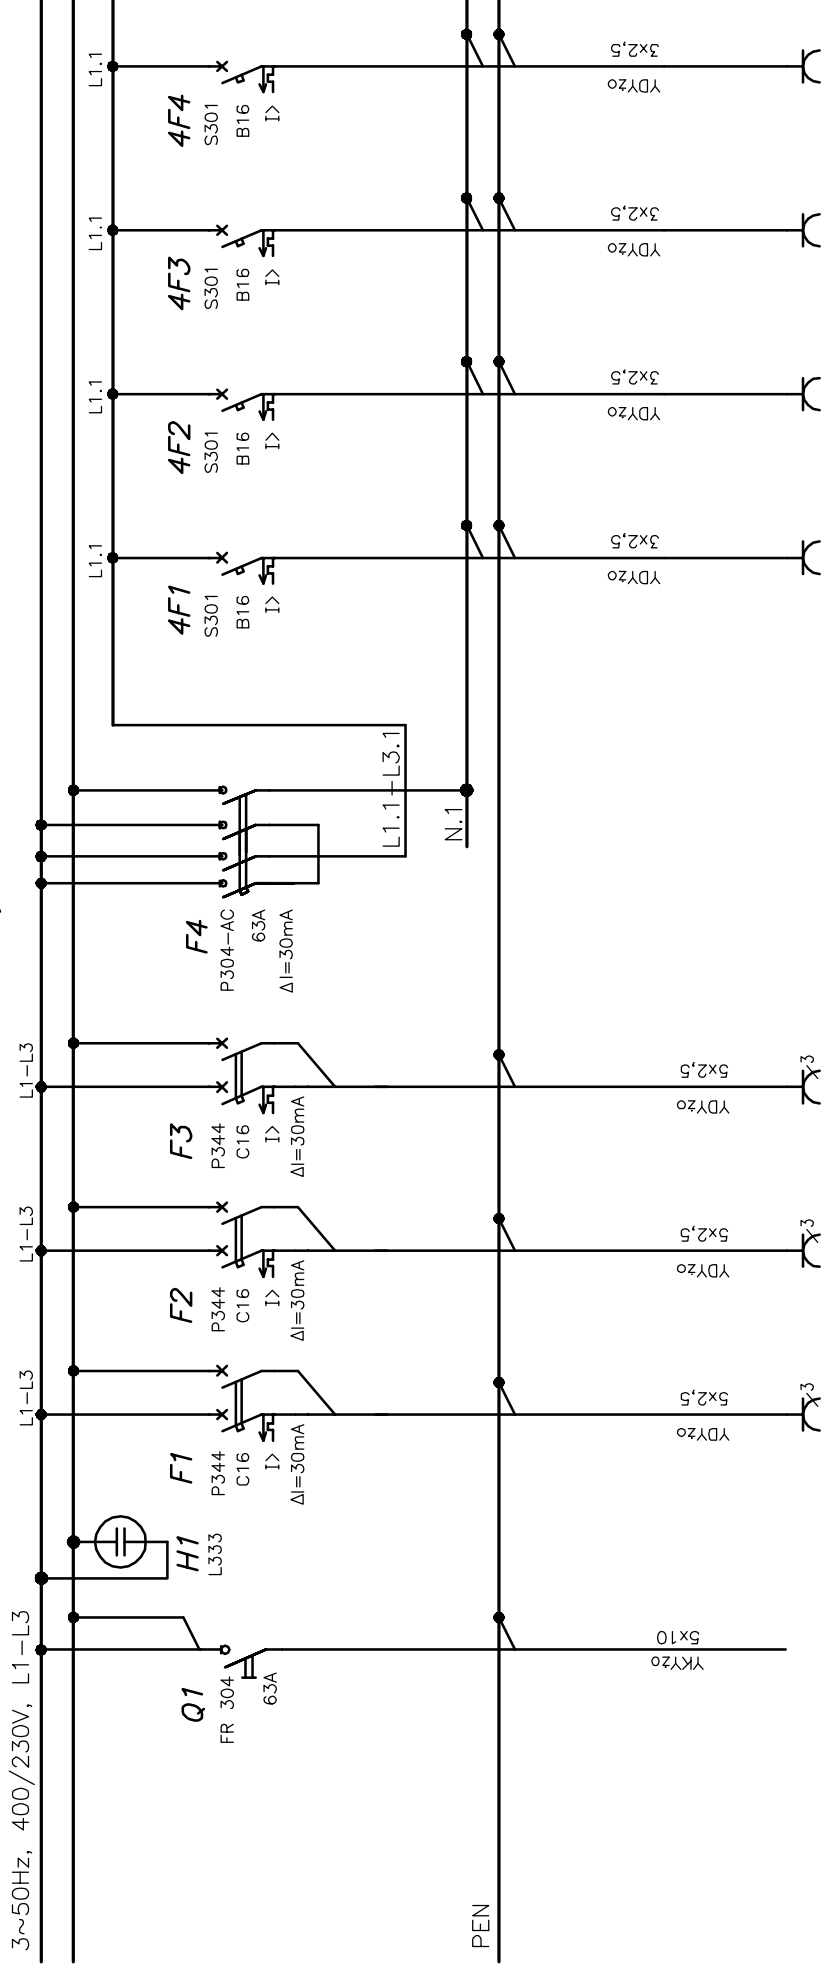 3~50Hz, 400/230V, L1-L3
PEN
Q1
FR 304
63A
YKYżo
5x10
H1
L333
L1-L3
F1
P344
C16
I>
ΔI=30mA
YDYżo
5x2,5
3
L1-L3
F2
P344
C16
I>
ΔI=30mA
YDYżo
5x2,5
3
L1-L3
F3
P344
C16
I>
ΔI=30mA
YDYżo
5x2,5
3
F4
P304-AC
63A
ΔI=30mA
L1.1-L3.1
N.1
L1.1
4F1
S301
B16
I>
YDYżo
3x2,5
L1.1
4F2
S301
B16
I>
YDYżo
3x2,5
L1.1
4F3
S301
B16
I>
YDYżo
3x2,5
L1.1
4F4
S301
B16
I>
YDYżo
3x2,5